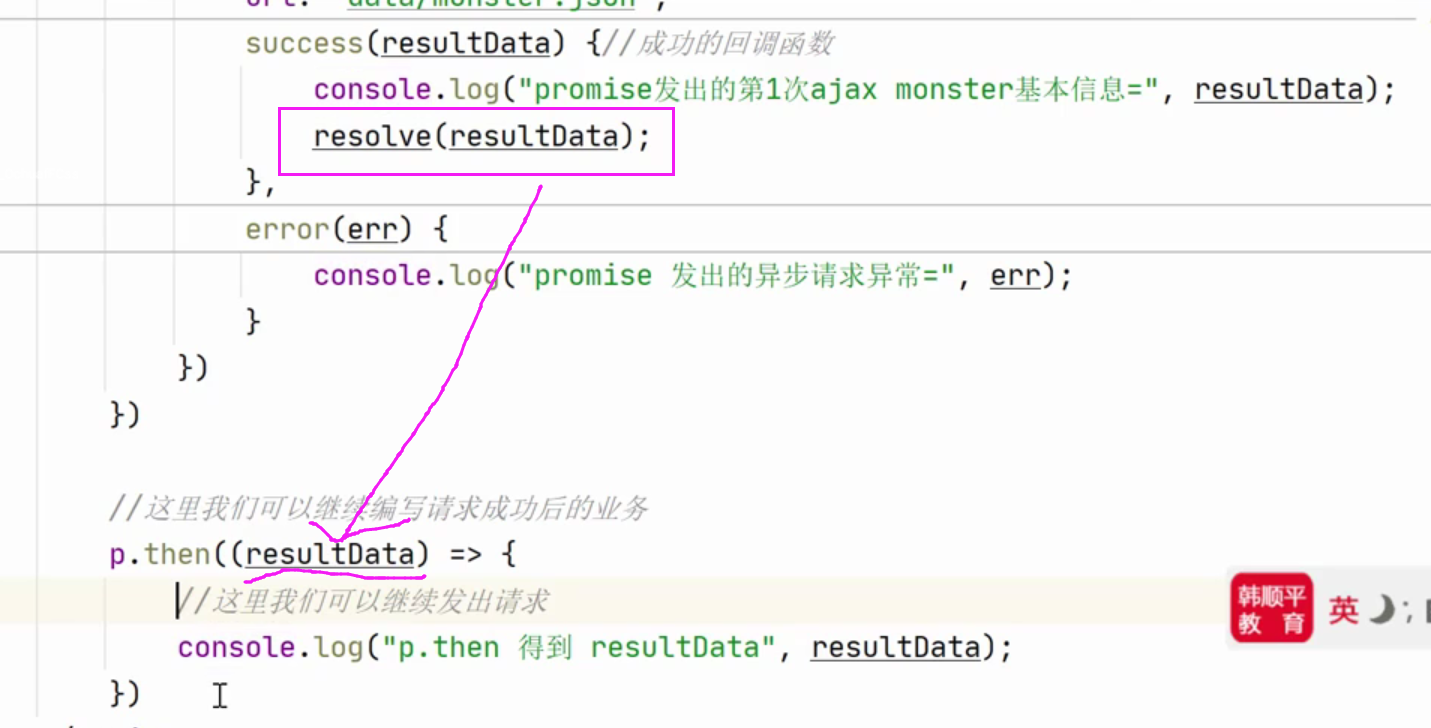 url: "data/monster.json",
success(resultData) {//成功的回调函数
console.log("promise发出的第1次ajax monster基本信息=", resultData);
resolve(resultData);
},
error(err) {
console.log("promise 发出的异步请求异常=", err);
}
})
})
//这里我们可以继续编写请求成功后的业务
p.then((resultData) => {
//这里我们可以继续发出请求
console.log("p.then 得到 resultData", resultData);
})
韩顺平
教 育
英